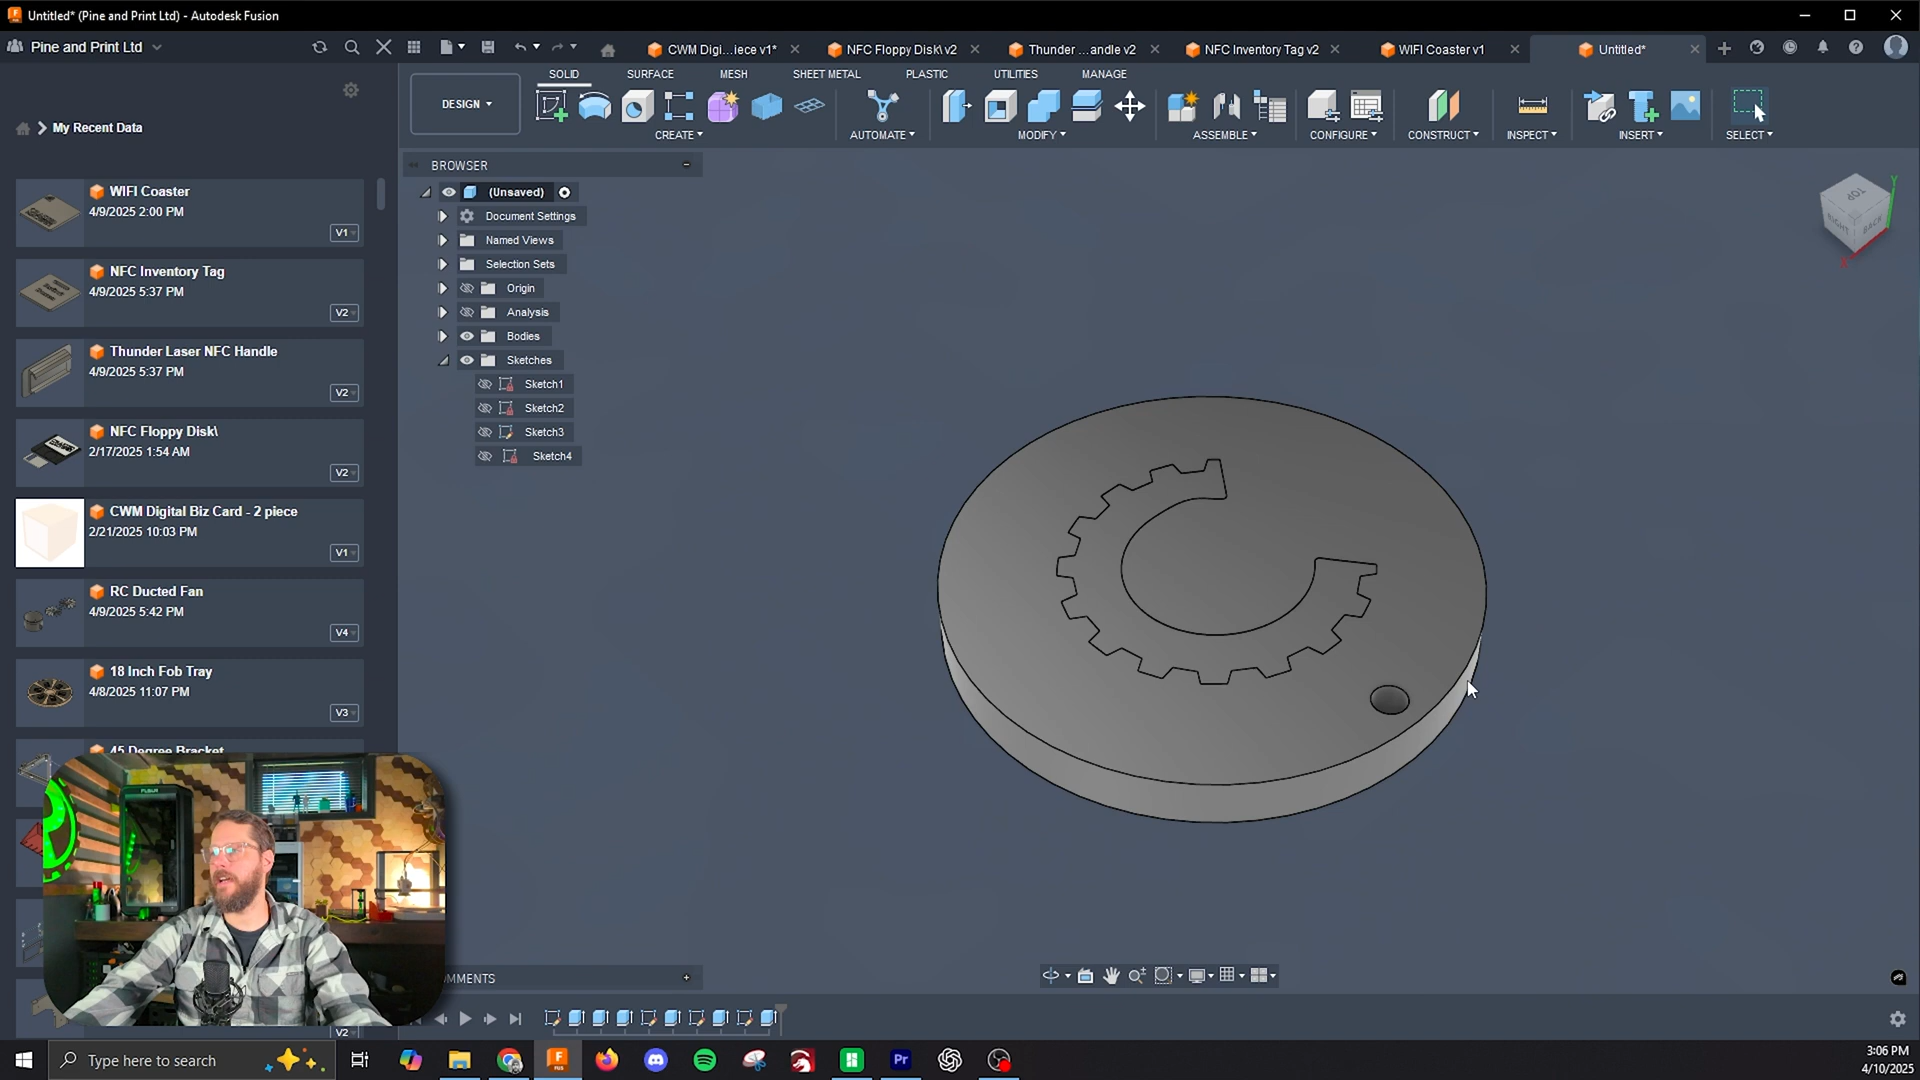 Untitled* (Pine and Print Ltd) - Autodesk Fusion
Pine and Print Ltd
CWM Digi...iece v1*
NFC Floppy Disk\ v2
Thunder ...andle v2
NFC Inventory Tag v2
WIFI Coaster v1
Untitled*
SOLID
SURFACE
MESH
SHEET METAL
PLASTIC
UTILITIES
MANAGE
DESIGN
CREATE
AUTOMATE
MODIFY
ASSEMBLE
CONFIGURE
CONSTRUCT
INSPECT
INSERT
SELECT
My Recent Data
WIFI Coaster
4/9/2025 2:00 PM
V1
NFC Inventory Tag
4/9/2025 5:37 PM
V2
Thunder Laser NFC Handle
4/9/2025 5:37 PM
V2
NFC Floppy Disk\
2/17/2025 1:54 AM
V2
CWM Digital Biz Card - 2 piece
2/21/2025 10:03 PM
V1
RC Ducted Fan
4/9/2025 5:42 PM
V4
18 Inch Fob Tray
4/8/2025 11:07 PM
V3
45 Degree Bracket
V2
BROWSER
(Unsaved)
Document Settings
Named Views
Selection Sets
Origin
Analysis
Bodies
Sketches
Sketch1
Sketch2
Sketch3
Sketch4
TOP
RIGHT
BACK
Y
X
OMMENTS
Type here to search
Pr
3:06 PM
4/10/2025